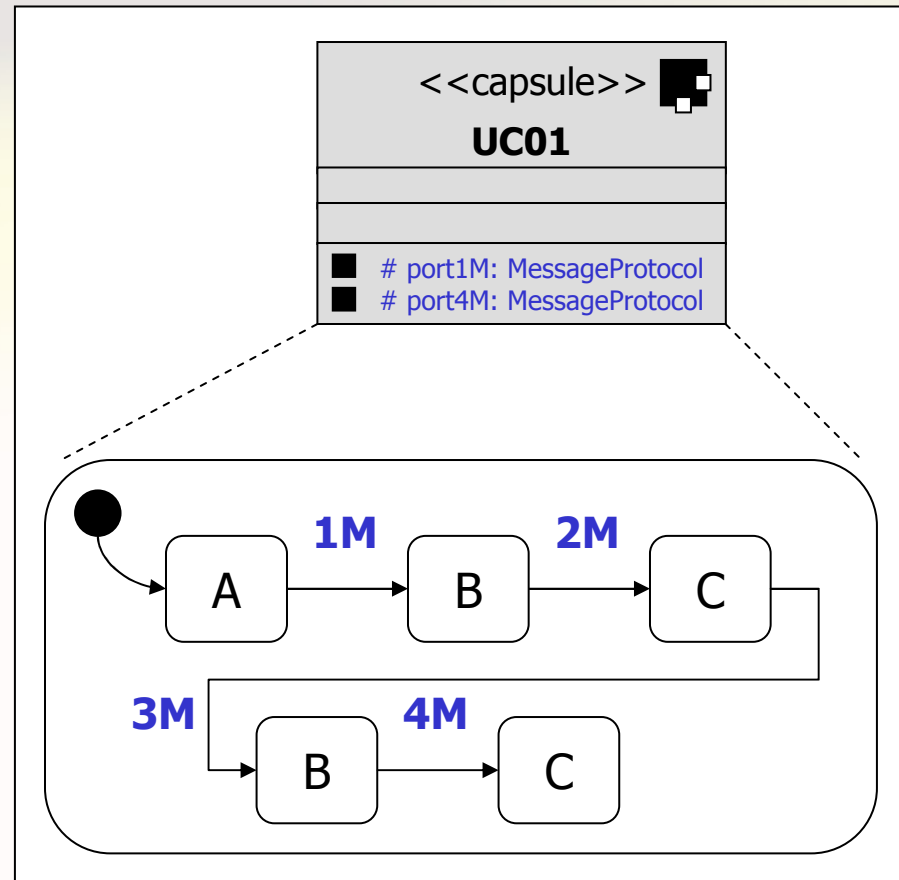 <<capsule>>
UC01
# port1M: MessageProtocol
# port4M: MessageProtocol
1M 2M
A B C
3M 4M
B C